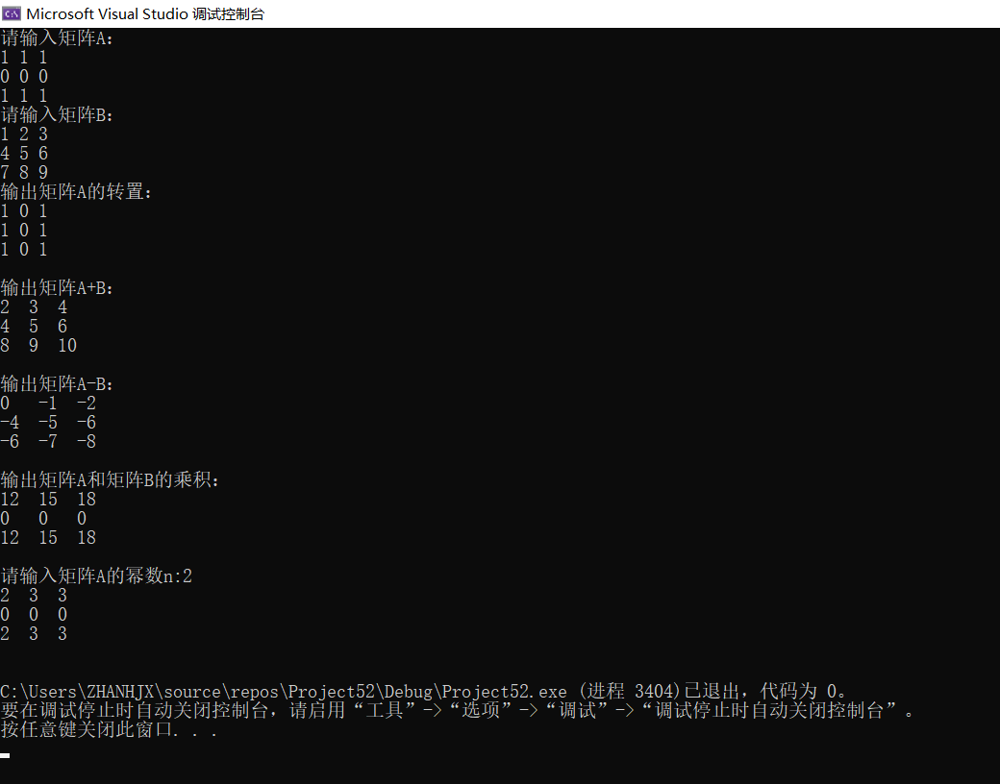 Microsoft Visual Studio 调试控制台
请输入矩阵A：
1 1 1
0 0 0
1 1 1
请输入矩阵B：
1 2 3
4 5 6
7 8 9
输出矩阵A的转置：
1 0 1
1 0 1
1 0 1
输出矩阵A+B：
2  3  4
4  5  6
8  9  10
输出矩阵A-B：
0   -1  -2
-4  -5  -6
-6  -7  -8
输出矩阵A和矩阵B的乘积：
12  15  18
0   0   0
12  15  18
请输入矩阵A的幂数n:2
2  3  3
0  0  0
2  3  3
C:\Users\ZHANHJX\source\repos\Project52\Debug\Project52.exe (进程 3404)已退出，代码为 0。
要在调试停止时自动关闭控制台，请启用“工具”->“选项”->“调试”->“调试停止时自动关闭控制台”。
按任意键关闭此窗口. . .